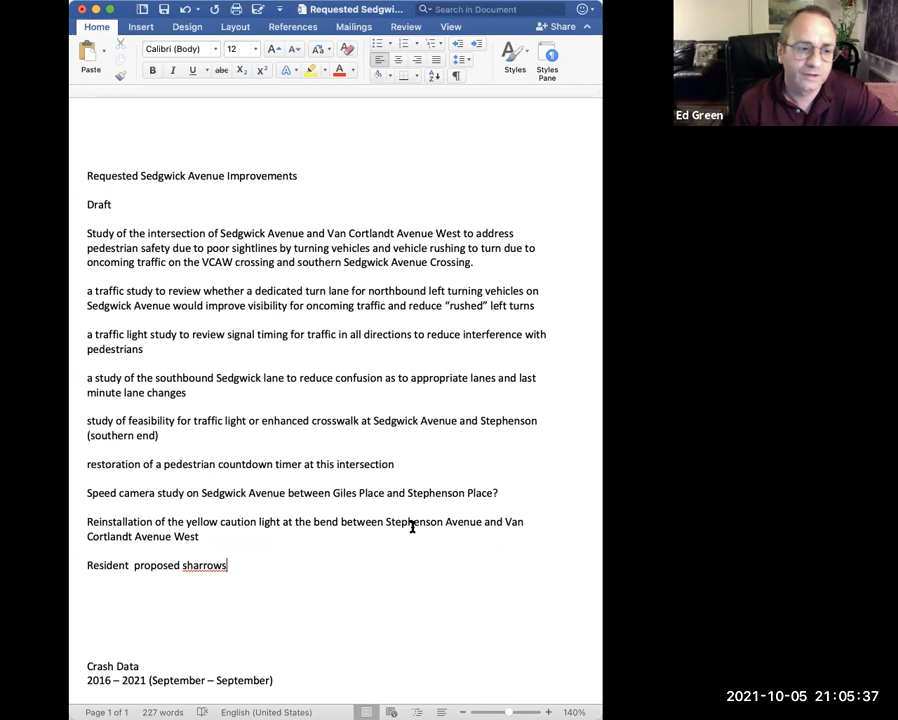 Requested Sedgwi...
Search in Document
Home Insert Design Layout References Mailings Review View Share
Paste
Calibri (Body) 12
Styles
Styles Pane
Ed Green
Requested Sedgwick Avenue Improvements
Draft
Study of the intersection of Sedgwick Avenue and Van Cortlandt Avenue West to address
pedestrian safety due to poor sightlines by turning vehicles and vehicle rushing to turn due to
oncoming traffic on the VCAW crossing and southern Sedgwick Avenue Crossing.
a traffic study to review whether a dedicated turn lane for northbound left turning vehicles on
Sedgwick Avenue would improve visibility for oncoming traffic and reduce “rushed” left turns
a traffic light study to review signal timing for traffic in all directions to reduce interference with
pedestrians
a study of the southbound Sedgwick lane to reduce confusion as to appropriate lanes and last
minute lane changes
study of feasibility for traffic light or enhanced crosswalk at Sedgwick Avenue and Stephenson
(southern end)
restoration of a pedestrian countdown timer at this intersection
Speed camera study on Sedgwick Avenue between Giles Place and Stephenson Place?
Reinstallation of the yellow caution light at the bend between Stephenson Avenue and Van
Cortlandt Avenue West
Resident  proposed sharrows
Crash Data
2016 – 2021 (September – September)
Page 1 of 1 227 words English (United States) 140%
2021-10-05 21:05:37